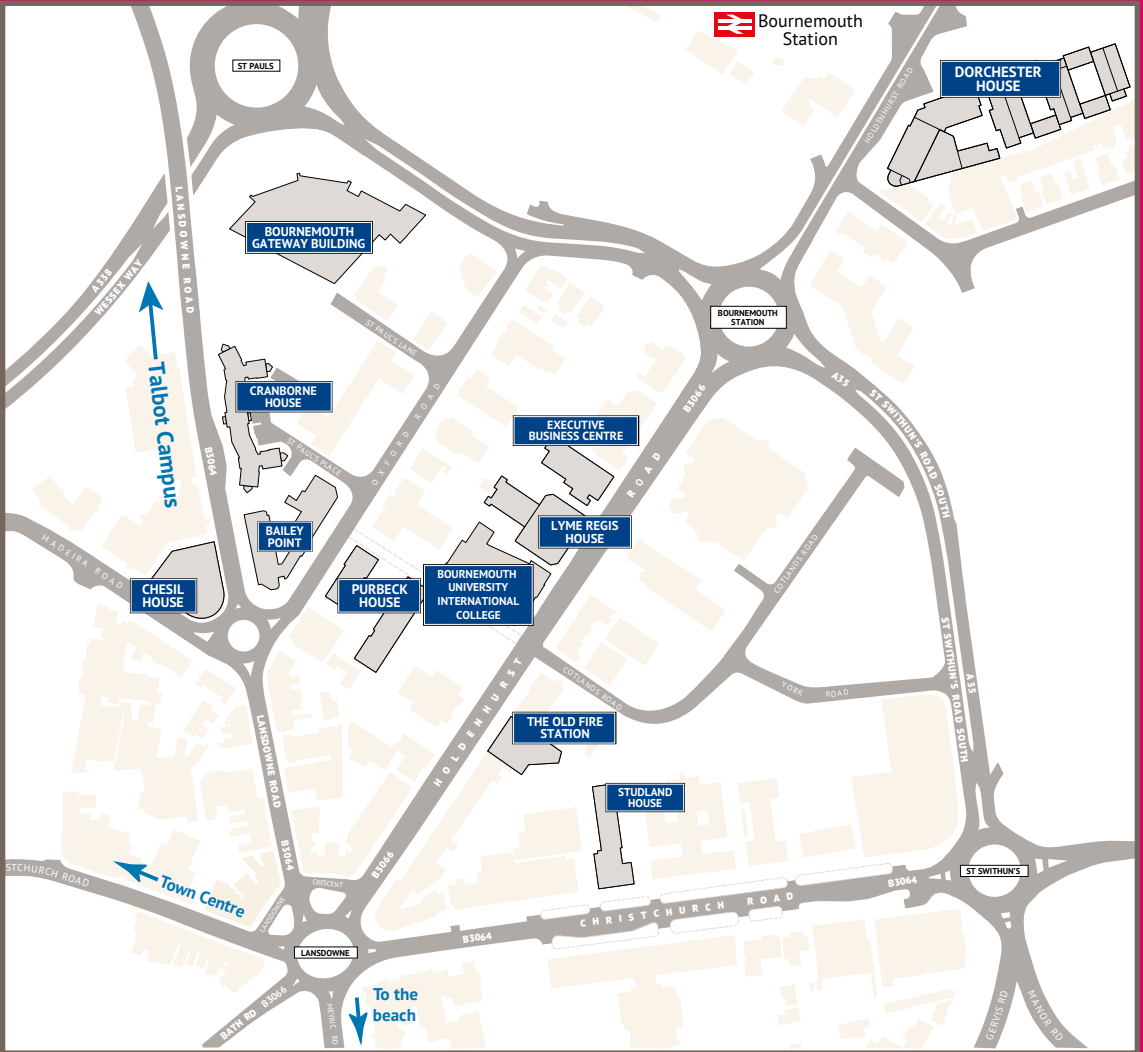 Bournemouth
Station
ST PAULS
DORCHESTER
HOUSE
HOLDENHURST ROAD
LANSDOWNE ROAD
BOURNEMOUTH
GATEWAY BUILDING
A338
WESSEX WAY
BOURNEMOUTH
STATION
ST PAUL'S LANE
Talbot Campus
A35
ST SWITHUN'S ROAD SOUTH
CRANBORNE
HOUSE
OXFORD ROAD
B3066
EXECUTIVE
BUSINESS CENTRE
B3064
ST PAUL'S PLACE
ROAD
BAILEY
POINT
LYME REGIS
HOUSE
MADEIRA ROAD
COTLANDS ROAD
CHESIL
HOUSE
PURBECK
HOUSE
BOURNEMOUTH
UNIVERSITY
INTERNATIONAL
COLLEGE
ST SWITHUN'S ROAD SOUTH
A35
COTLANDS ROAD
YORK ROAD
HOLDENHURST
LANSDOWNE ROAD
THE OLD FIRE
STATION
STUDLAND
HOUSE
B3064
B3066
STCHURCH ROAD
Town Centre
CRESCENT
LANSDOWNE
ST SWITHUN'S
B3064
CHRISTCHURCH ROAD
B3064
LANSDOWNE
To the
beach
BATH RD B3066
MEYRICK RD
GERVIS RD
MANOR RD